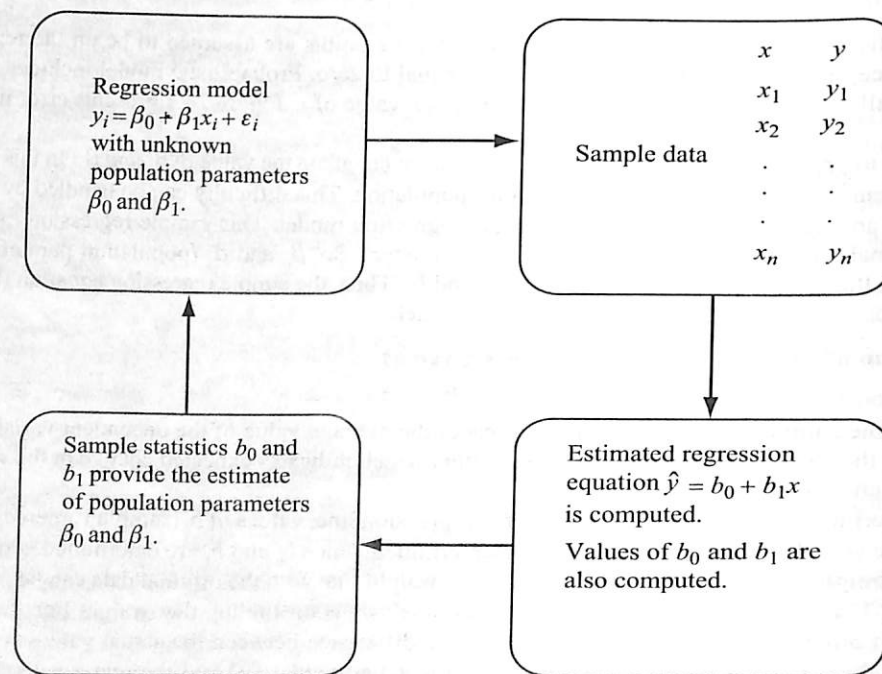 Regression model
yᵢ = β₀ + β₁xᵢ + εᵢ
with unknown
population parameters
β₀ and β₁.
Sample data
x y
x₁ y₁
x₂ y₂
. .
. .
. .
xₙ yₙ
Estimated regression
equation ŷ = b₀ + b₁x
is computed.
Values of b₀ and b₁ are
also computed.
Sample statistics b₀ and
b₁ provide the estimate
of population parameters
β₀ and β₁.